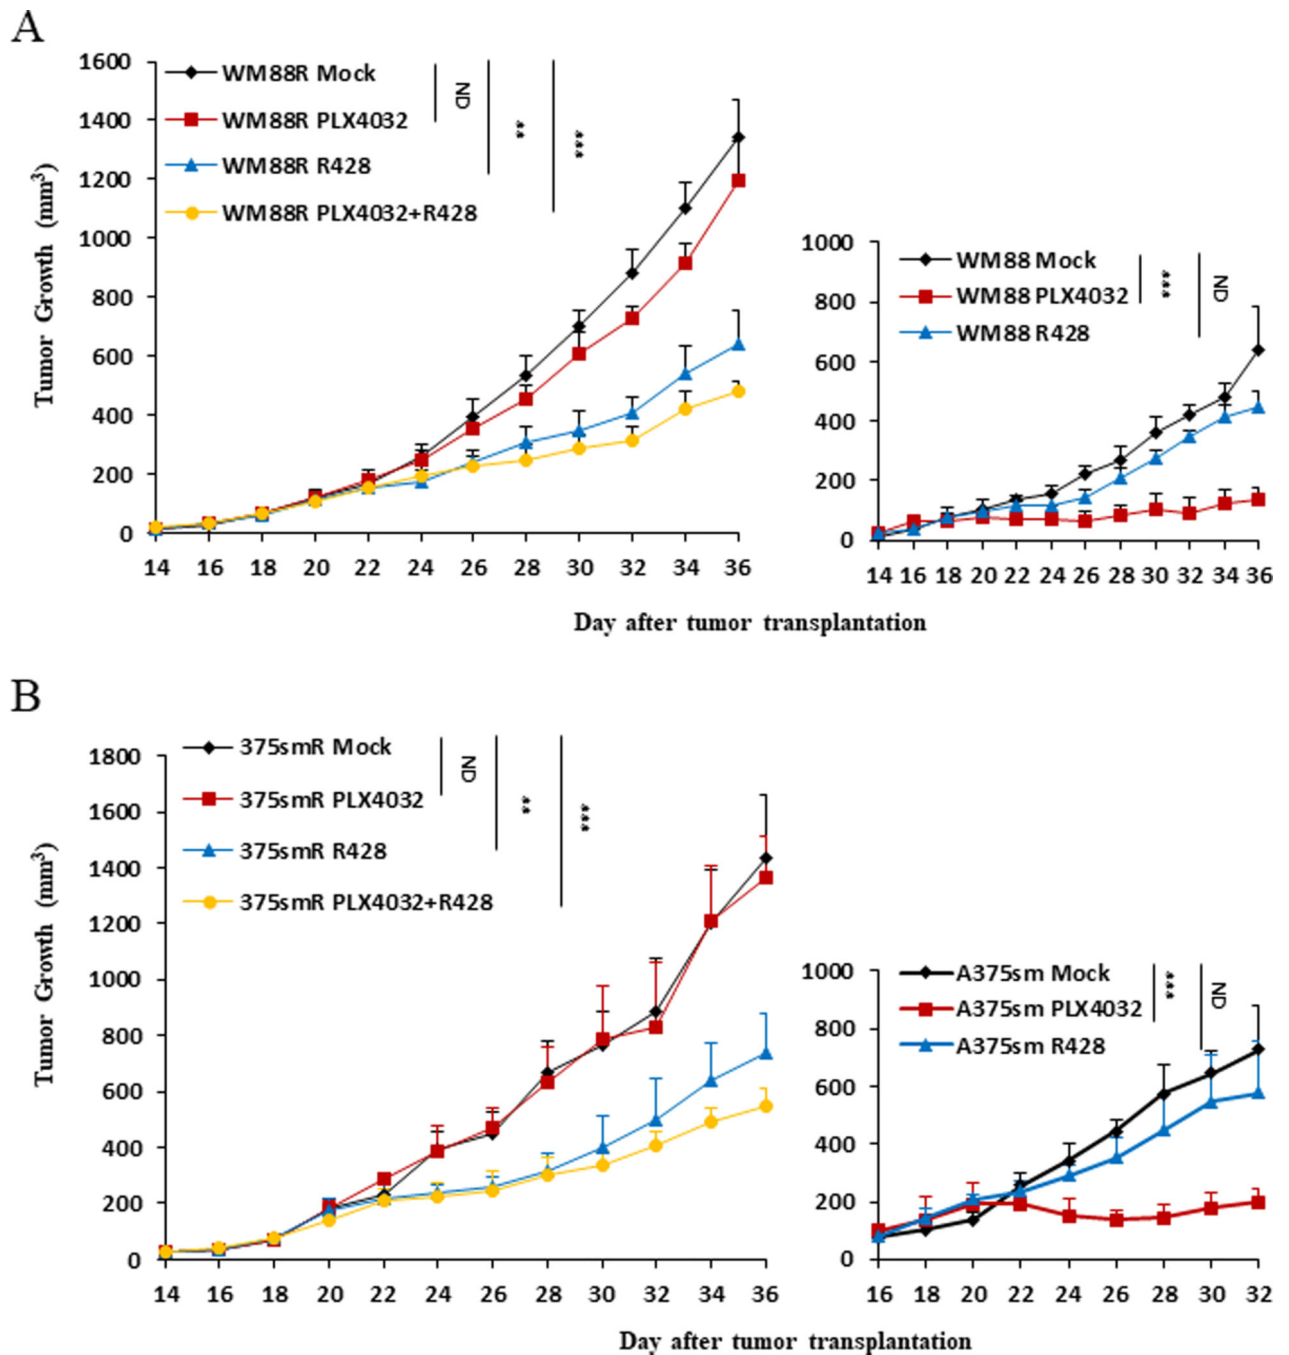 A
1600
1400
1200
1000
800
600
400
200
0
Tumor Growth (mm³)
WM88R Mock
WM88R PLX4032
WM88R R428
WM88R PLX4032+R428
ND
**
***
14 16 18 20 22 24 26 28 30 32 34 36
1000
800
600
400
200
0
WM88 Mock
WM88 PLX4032
WM88 R428
***
ND
14 16 18 20 22 24 26 28 30 32 34 36
Day after tumor transplantation
B
1800
1600
1400
1200
1000
800
600
400
200
0
Tumor Growth (mm³)
375smR Mock
375smR PLX4032
375smR R428
375smR PLX4032+R428
ND
**
***
14 16 18 20 22 24 26 28 30 32 34 36
1000
800
600
400
200
0
A375sm Mock
A375sm PLX4032
A375sm R428
***
ND
16 18 20 22 24 26 28 30 32
Day after tumor transplantation